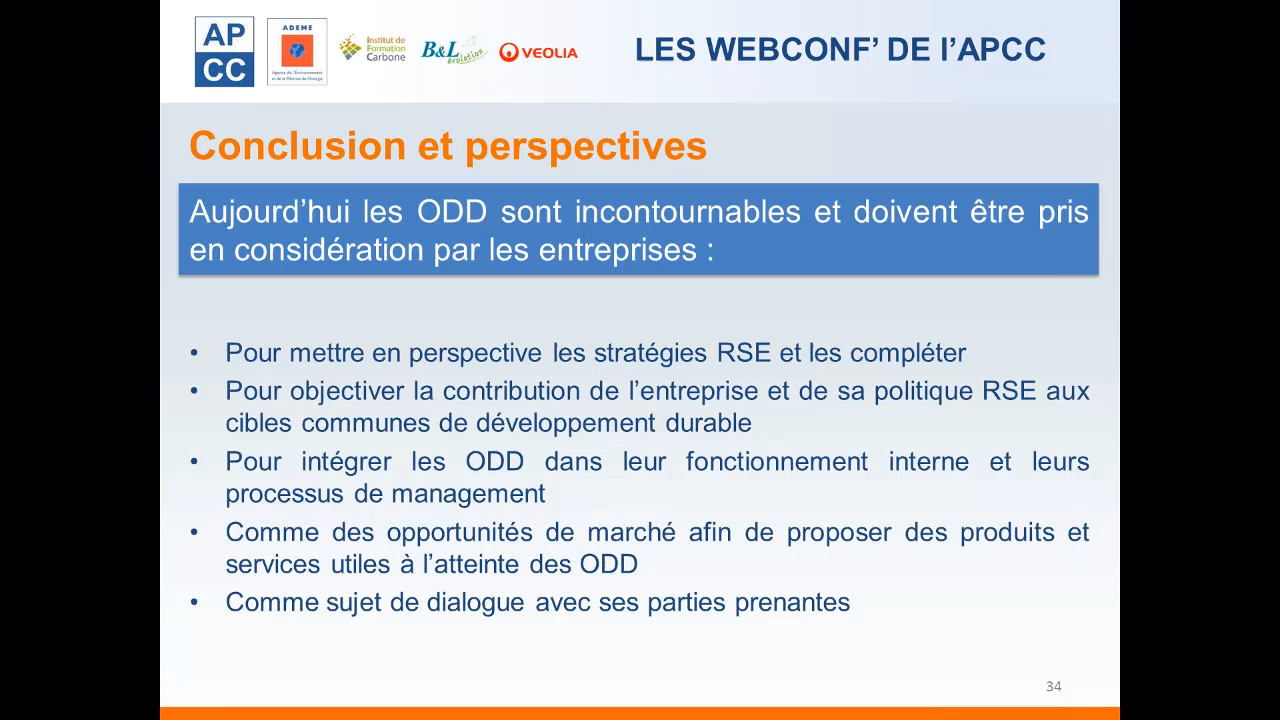 AP
CC
ADEME
Agence de l'Environnement
et de la Maîtrise de l'Energie
Institut de
Formation
Carbone
B&L
évolution
VEOLIA
LES WEBCONF’ DE l’APCC
Conclusion et perspectives
Aujourd’hui les ODD sont incontournables et doivent être pris
en considération par les entreprises :
• Pour mettre en perspective les stratégies RSE et les compléter
• Pour objectiver la contribution de l’entreprise et de sa politique RSE aux
cibles communes de développement durable
• Pour intégrer les ODD dans leur fonctionnement interne et leurs
processus de management
• Comme des opportunités de marché afin de proposer des produits et
services utiles à l’atteinte des ODD
• Comme sujet de dialogue avec ses parties prenantes
34